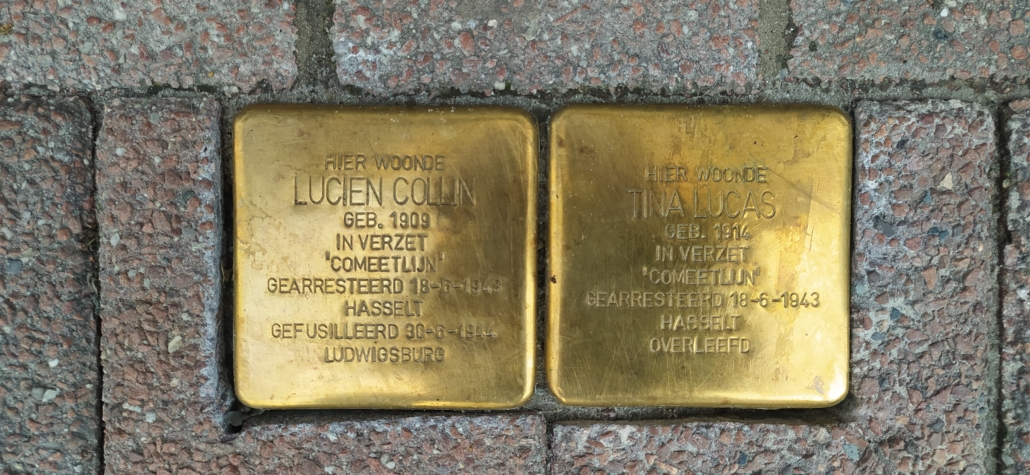 HIER WOONDE
LUCIEN COLLIN
GEB. 1909
IN VERZET
'COMEETLIJN'
GEARRESTEERD 18-6-1943
HASSELT
GEFUSILLEERD 30-6-1944
LUDWIGSBURG
HIER WOONDE
TINA LUCAS
GEB. 1914
IN VERZET
'COMEETLIJN'
GEARRESTEERD 18-6-1943
HASSELT
OVERLEEFD